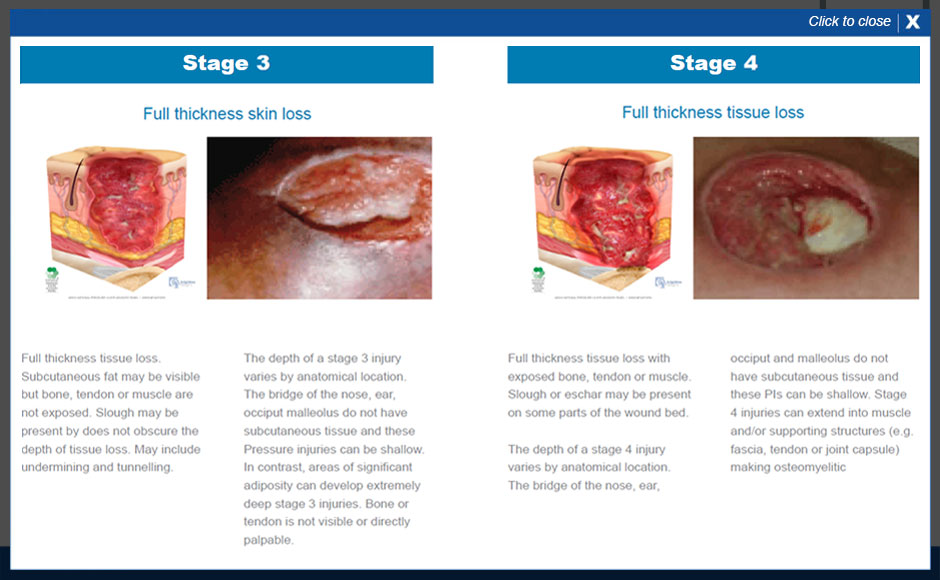 Click to close | X
Stage 3
Full thickness skin loss
Full thickness tissue loss.
Subcutaneous fat may be visible
but bone, tendon or muscle are
not exposed. Slough may be
present by does not obscure the
depth of tissue loss. May include
undermining and tunnelling.
The depth of a stage 3 injury
varies by anatomical location.
The bridge of the nose, ear,
occiput malleolus do not have
subcutaneous tissue and these
Pressure injuries can be shallow.
In contrast, areas of significant
adiposity can develop extremely
deep stage 3 injuries. Bone or
tendon is not visible or directly
palpable.
Stage 4
Full thickness tissue loss
Full thickness tissue loss with
exposed bone, tendon or muscle.
Slough or eschar may be present
on some parts of the wound bed.
The depth of a stage 4 injury
varies by anatomical location.
The bridge of the nose, ear,
occiput and malleolus do not
have subcutaneous tissue and
these PIs can be shallow. Stage
4 injuries can extend into muscle
and/or supporting structures (e.g.
fascia, tendon or joint capsule)
making osteomyelitic